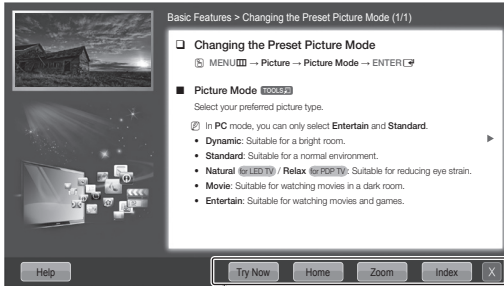 Basic Features > Changing the Preset Picture Mode (1/1)
Changing the Preset Picture Mode
MENU → Picture → Picture Mode → ENTER
Picture Mode TOOLS
Select your preferred picture type.
In PC mode, you can only select Entertain and Standard.
• Dynamic: Suitable for a bright room.
• Standard: Suitable for a normal environment.
• Natural for LED TV / Relax for PDP TV: Suitable for reducing eye strain.
• Movie: Suitable for watching movies in a dark room.
• Entertain: Suitable for watching movies and games.
Help Try Now Home Zoom Index X